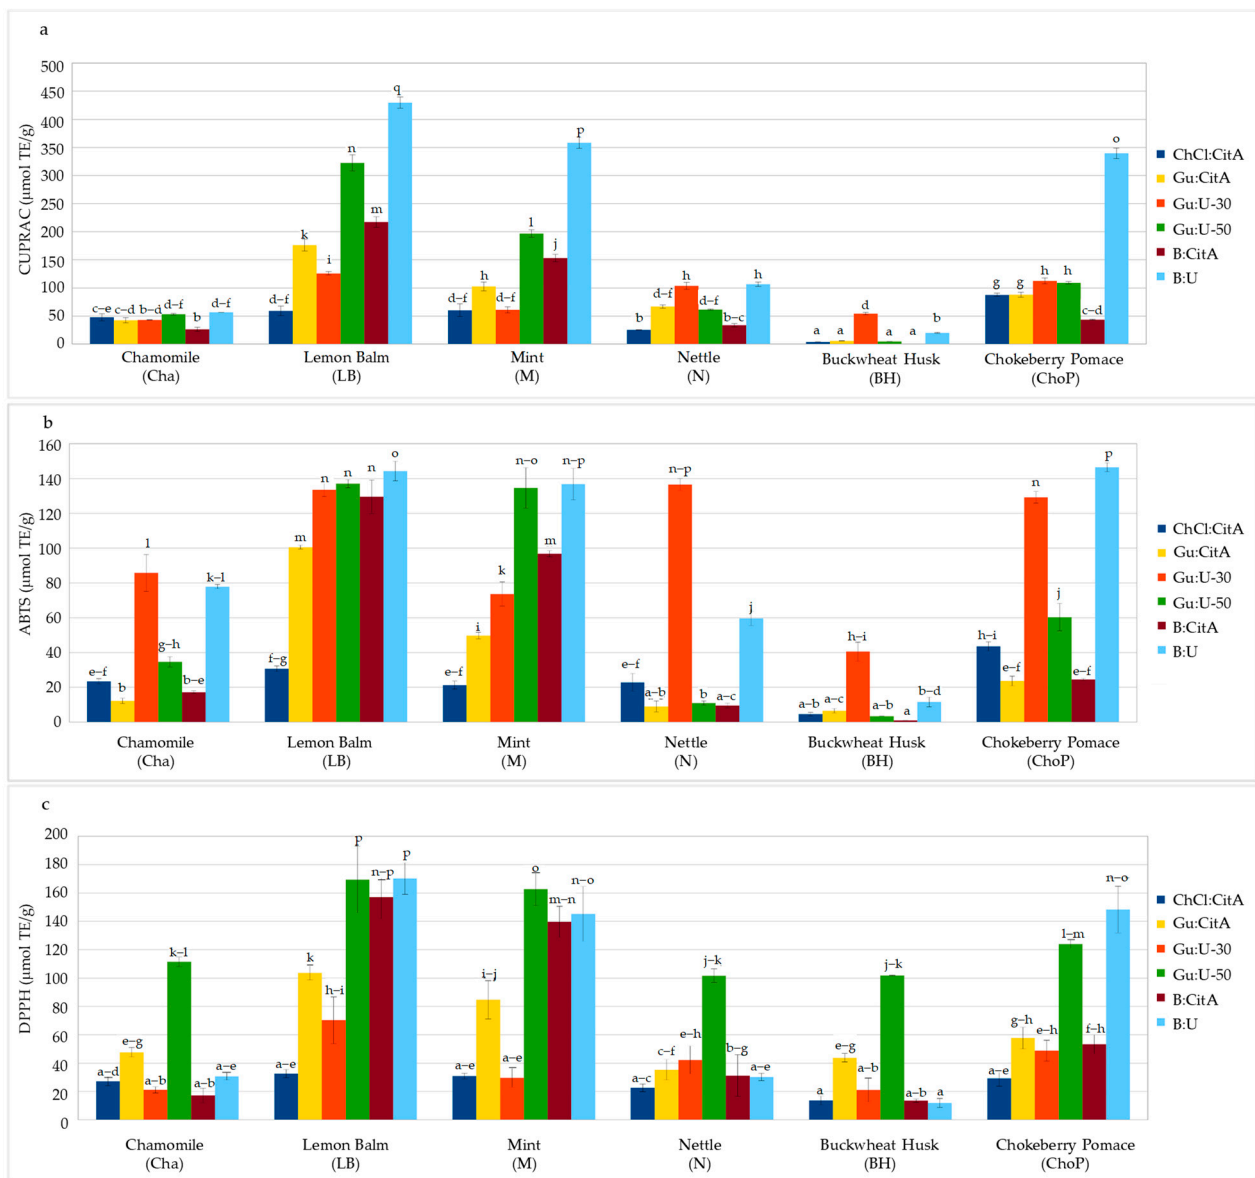 a
CUPRAC (μmol TE/g)
500
450
400
350
300
250
200
150
100
50
0
c–e c–d b–d d–f b d–f
d–f k i n m q
d–f h d–f l j p
b d–f h d–f b–c h
a a d a a b
g g h h c–d o
Chamomile Lemon Balm Mint Nettle Buckwheat Husk Chokeberry Pomace
(Cha) (LB) (M) (N) (BH) (ChoP)
ChCl:CitA
Gu:CitA
Gu:U-30
Gu:U-50
B:CitA
B:U
b
ABTS (μmol TE/g)
160
140
120
100
80
60
40
20
0
e–f b l g–h b–e k–l
f–g m n n n o
e–f i k n–o m n–p
e–f a–b n–p b a–c j
a–b a–c h–i a–b a b–d
h–i e–f n j e–f p
Chamomile Lemon Balm Mint Nettle Buckwheat Husk Chokeberry Pomace
(Cha) (LB) (M) (N) (BH) (ChoP)
ChCl:CitA
Gu:CitA
Gu:U-30
Gu:U-50
B:CitA
B:U
c
DPPH (μmol TE/g)
200
180
160
140
120
100
80
60
40
20
0
a–d e–g a–b k–l a–b a–e
a–e k h–i p n–p p
a–e i–j a–e o m–n n–o
a–c c–f e–h j–k b–g a–e
a e–g a–b j–k a–b a
a–e g–h e–h l–m f–h n–o
Chamomile Lemon Balm Mint Nettle Buckwheat Husk Chokeberry Pomace
(Cha) (LB) (M) (N) (BH) (ChoP)
ChCl:CitA
Gu:CitA
Gu:U-30
Gu:U-50
B:CitA
B:U